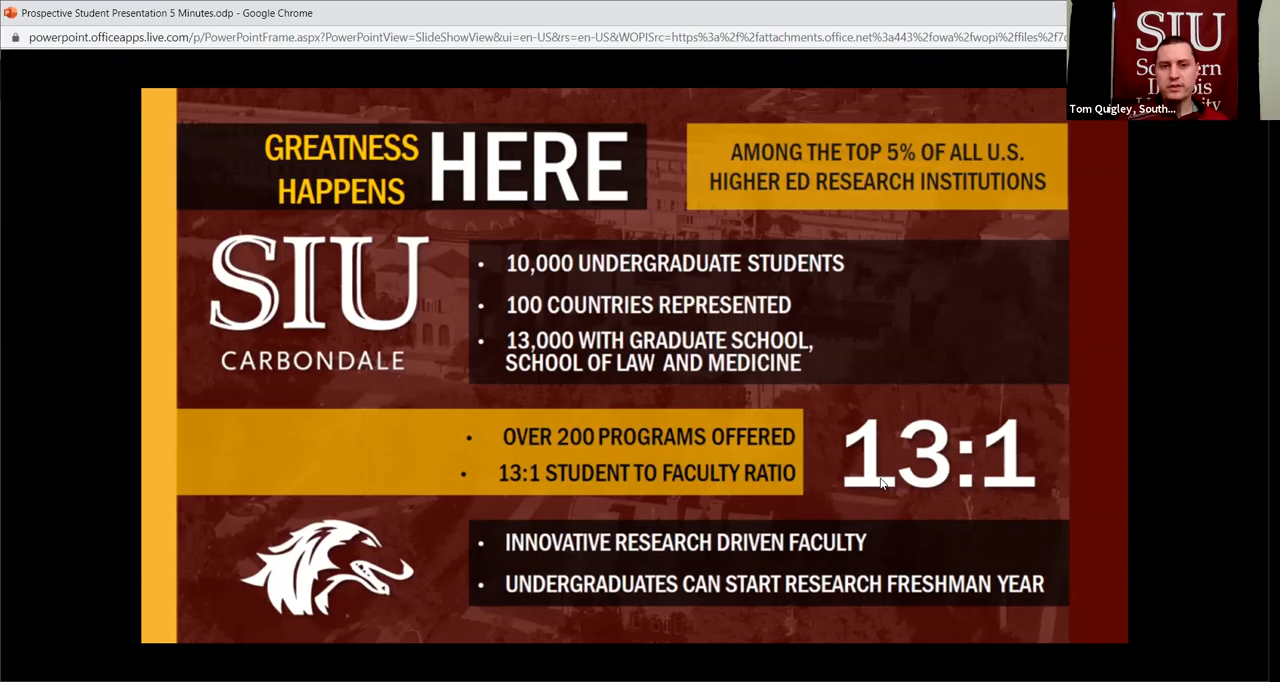 Prospective Student Presentation 5 Minutes.odp - Google Chrome
powerpoint.officeapps.live.com/p/PowerPointFrame.aspx?PowerPointView=SlideShowView&ui=en-US&rs=en-US&WOPISrc=https%3a%2f%2fattachments.office.net%3a443%2fowa%2fwopi%2ffiles%2f7
SIU
Tom Quigley, South...
GREATNESS
HAPPENS
HERE
AMONG THE TOP 5% OF ALL U.S.
HIGHER ED RESEARCH INSTITUTIONS
SIU
CARBONDALE
• 10,000 UNDERGRADUATE STUDENTS
• 100 COUNTRIES REPRESENTED
• 13,000 WITH GRADUATE SCHOOL,
SCHOOL OF LAW AND MEDICINE
• OVER 200 PROGRAMS OFFERED
• 13:1 STUDENT TO FACULTY RATIO
13:1
• INNOVATIVE RESEARCH DRIVEN FACULTY
• UNDERGRADUATES CAN START RESEARCH FRESHMAN YEAR